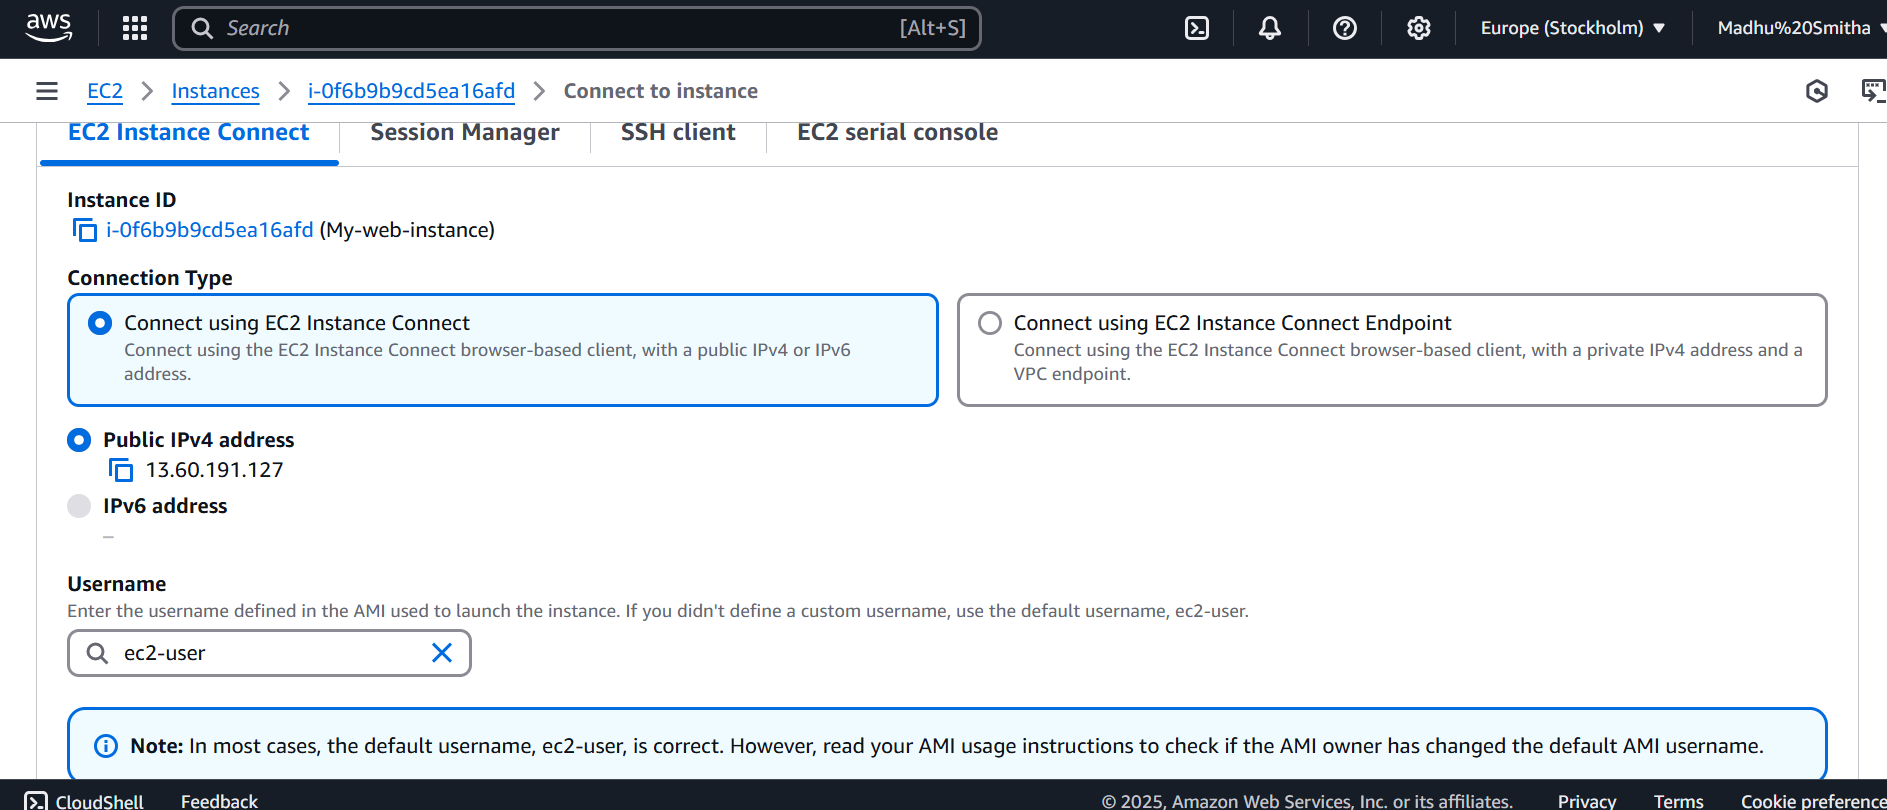 aws
Search [Alt+S]
Europe (Stockholm)
Madhu%20Smitha
EC2
Instances
i-0f6b9b9cd5ea16afd
Connect to instance
EC2 Instance Connect
Session Manager
SSH client
EC2 serial console
Instance ID
i-0f6b9b9cd5ea16afd (My-web-instance)
Connection Type
Connect using EC2 Instance Connect
Connect using the EC2 Instance Connect browser-based client, with a public IPv4 or IPv6
address.
Connect using EC2 Instance Connect Endpoint
Connect using the EC2 Instance Connect browser-based client, with a private IPv4 address and a
VPC endpoint.
Public IPv4 address
13.60.191.127
IPv6 address
–
Username
Enter the username defined in the AMI used to launch the instance. If you didn't define a custom username, use the default username, ec2-user.
ec2-user
Note: In most cases, the default username, ec2-user, is correct. However, read your AMI usage instructions to check if the AMI owner has changed the default AMI username.
CloudShell
Feedback
© 2025, Amazon Web Services, Inc. or its affiliates.
Privacy
Terms
Cookie preference